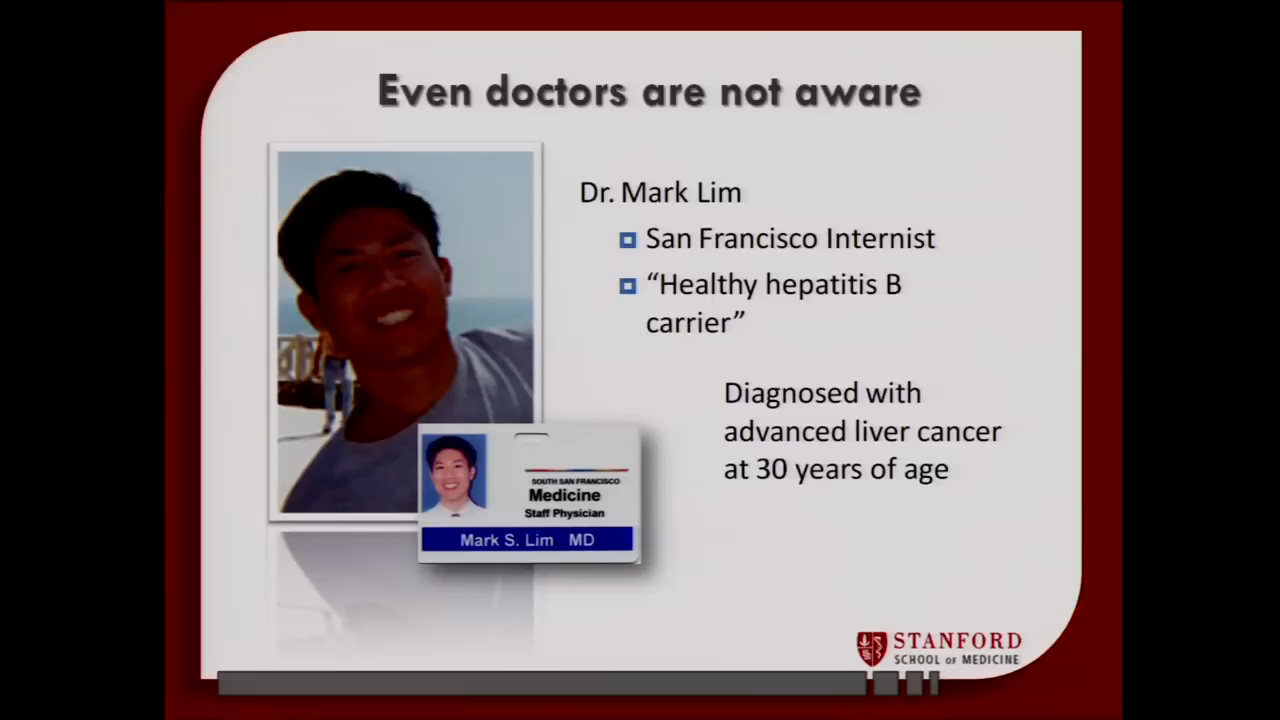 Even doctors are not aware
Dr. Mark Lim
San Francisco Internist
“Healthy hepatitis B
carrier”
Diagnosed with
advanced liver cancer
at 30 years of age
SOUTH SAN FRANCISCO
Medicine
Staff Physician
Mark S. Lim MD
STANFORD
SCHOOL OF MEDICINE